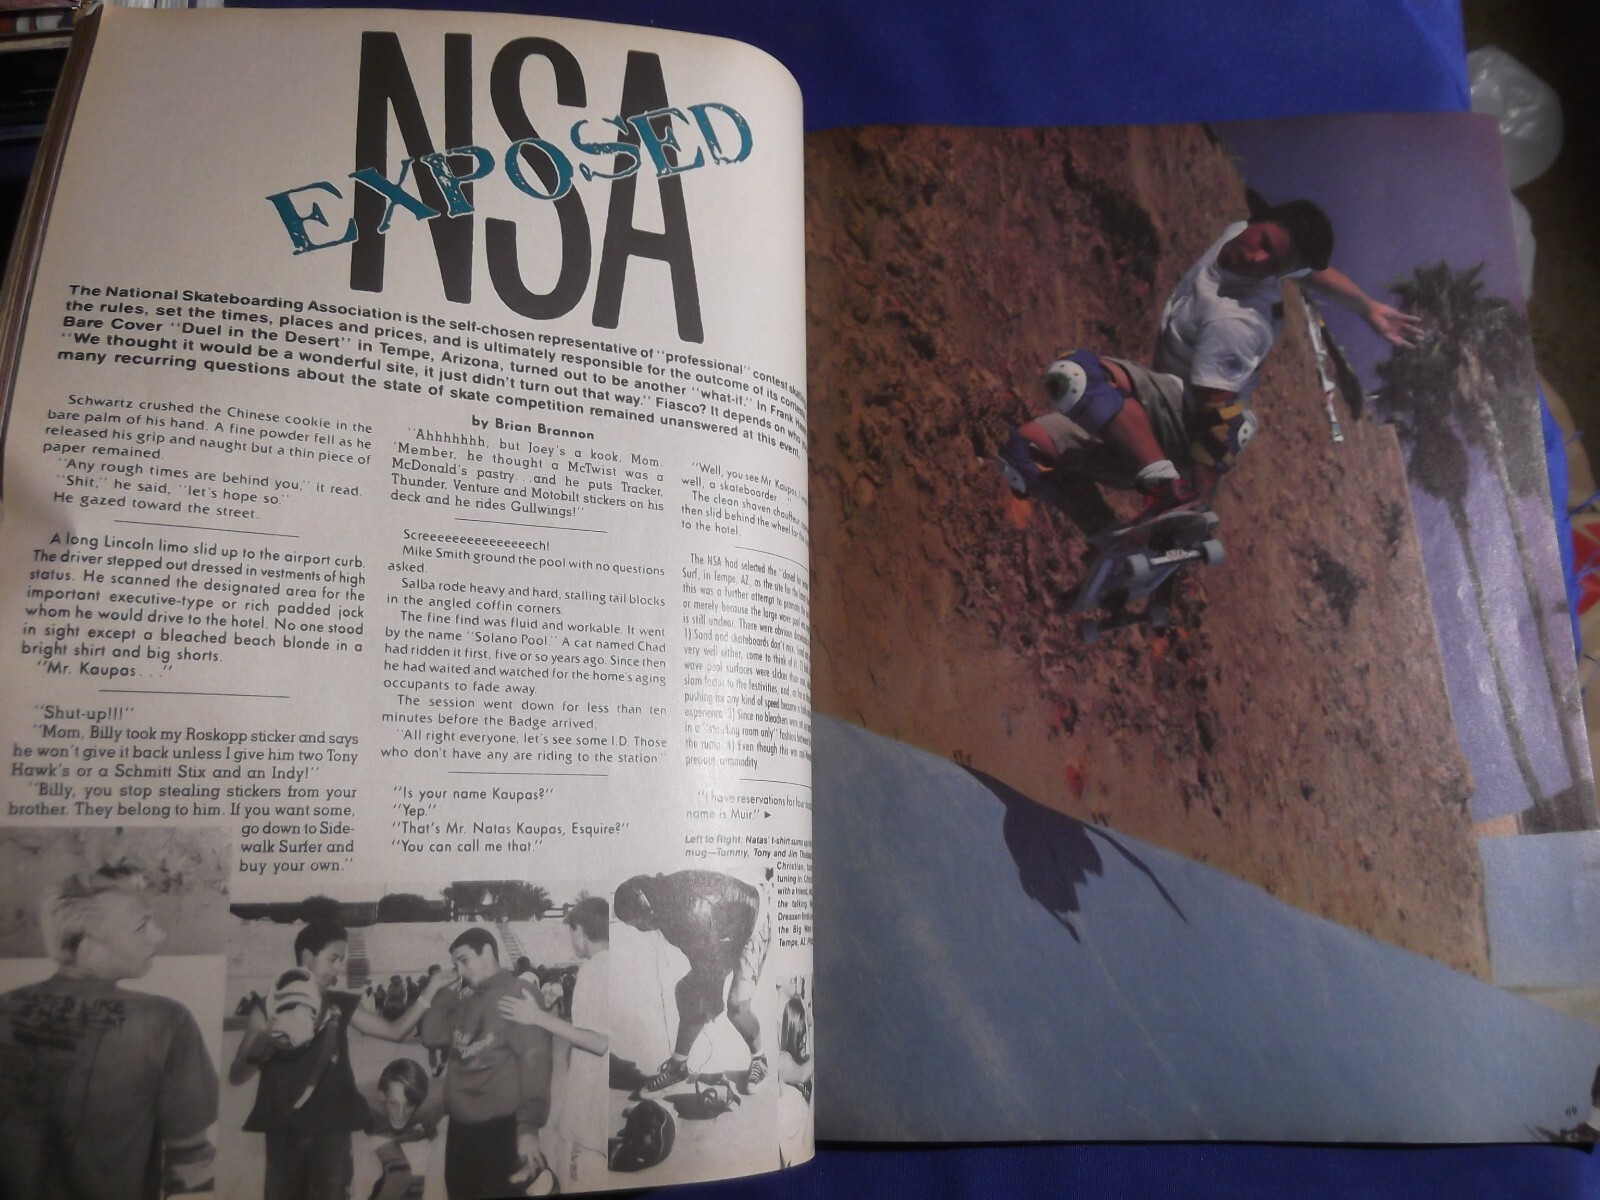 NSA
EXPOSED
The National Skateboarding Association is the self-chosen representative of "professional" contest
the rules, set the times, places and prices, and is ultimately responsible for the outcome of its
Bare Cover "Duel in the Desert" in Tempe, Arizona, turned out to be another "what-if." In Frank
"We thought it would be a wonderful site, it just didn't turn out that way." Fiasco? It depends on who
many recurring questions about the state of skate competition remained unanswered at this event.
by Brian Brannon
Schwartz crushed the Chinese cookie in the
bare palm of his hand. A fine powder fell as he
released his grip and naught but a thin piece of
paper remained.
"Any rough times are behind you," it read.
"Shit," he said, "let's hope so."
He gazed toward the street.
A long Lincoln limo slid up to the airport curb.
The driver stepped out dressed in vestments of high
status. He scanned the designated area for the
important executive-type or rich padded jock
whom he would drive to the hotel. No one stood
in sight except a bleached beach blonde in a
bright shirt and big shorts.
"Mr. Kaupas. . ."
"Shut-up!!!"
"Mom, Billy took my Roskopp sticker and says
he won't give it back unless I give him two Tony
Hawk's or a Schmitt Stix and an Indy!"
"Billy, you stop stealing stickers from your
brother. They belong to him. If you want some,
go down to Side-
walk Surfer and
buy your own."
"Ahhhhhhh, but Joey's a kook, Mom.
'Member, he thought a McTwist was a
McDonald's pastry. . .and he puts Tracker,
Thunder, Venture and Motobilt stickers on his
deck and he rides Gullwings!"
Screeeeeeeeeeeeeeech!
Mike Smith ground the pool with no questions
asked.
Salba rode heavy and hard, stalling tail blocks
in the angled coffin corners.
The fine find was fluid and workable. It went
by the name "Solano Pool." A cat named Chad
had ridden it first, five or so years ago. Since then
he had waited and watched for the home's aging
occupants to fade away.
The session went down for less than ten
minutes before the Badge arrived.
"All right everyone, let's see some I.D. Those
who don't have any are riding to the station."
"Is your name Kaupas?"
"Yep."
"That's Mr. Natas Kaupas, Esquire?"
"You can call me that."
"Well, you see Mr. Kaupas,
well, a skateboarder
The clean shaven chauffeur
then slid behind the wheel for the
to the hotel.
The NSA had selected the
Surf, in Tempe, AZ, as the site for the
this was a further attempt to
or merely because the large wave pool
is still unclear. There were obvious
1) Sand and skateboards don't mix,
very well either, come to think of it.
wave pool surfaces were slicker than
slam factor to the festivities, and,
pushing for any kind of speed became
experience. 3) Since no bleachers were
in a "standing room only" fashion
the ramp. 4) Even though this was
precious commodity.
"I have reservations for four
name is Muir." ▶
Left to Right: Natas' t-shirt sums up
mug—Tommy, Tony and Jim
Christian,
tuning in.
with a friend,
the talking.
Dressen
the Big
Tempe, AZ.
69